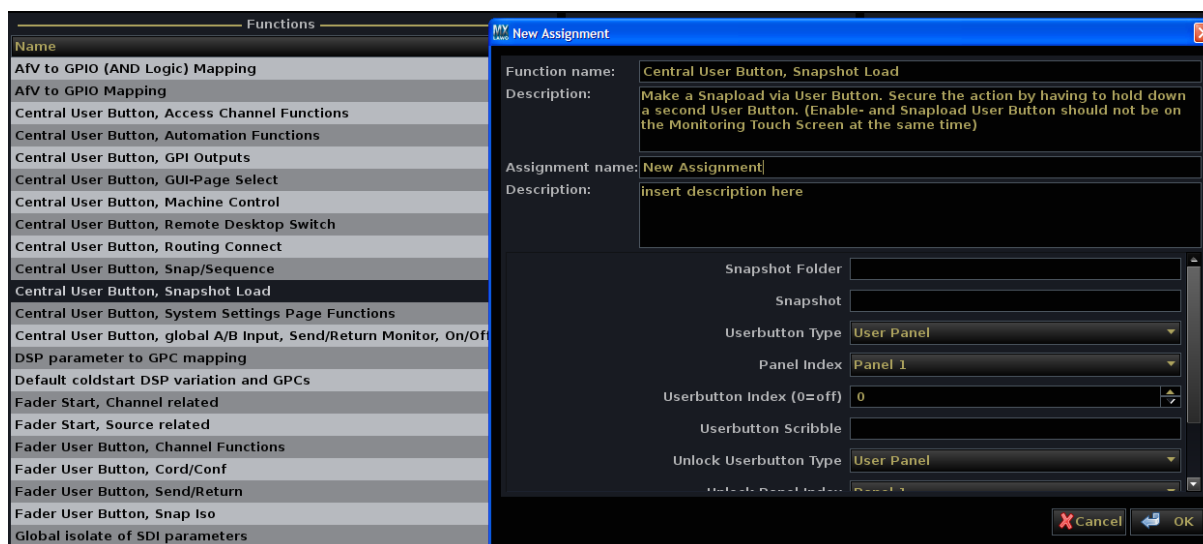 Functions
Name
AfV to GPIO (AND Logic) Mapping
AfV to GPIO Mapping
Central User Button, Access Channel Functions
Central User Button, Automation Functions
Central User Button, GPI Outputs
Central User Button, GUI-Page Select
Central User Button, Machine Control
Central User Button, Remote Desktop Switch
Central User Button, Routing Connect
Central User Button, Snap/Sequence
Central User Button, Snapshot Load
Central User Button, System Settings Page Functions
Central User Button, global A/B Input, Send/Return Monitor, On/Off
DSP parameter to GPC mapping
Default coldstart DSP variation and GPCs
Fader Start, Channel related
Fader Start, Source related
Fader User Button, Channel Functions
Fader User Button, Cord/Conf
Fader User Button, Send/Return
Fader User Button, Snap Iso
Global isolate of SDI parameters
MX LAWO New Assignment
Function name: Central User Button, Snapshot Load
Description: Make a Snapload via User Button. Secure the action by having to hold down
a second User Button. (Enable- and Snapload User Button should not be on
the Monitoring Touch Screen at the same time)
Assignment name: New Assignment
Description: insert description here
Snapshot Folder
Snapshot
Userbutton Type User Panel
Panel Index Panel 1
Userbutton Index (0=off) 0
Userbutton Scribble
Unlock Userbutton Type User Panel
Unlock Panel Index Panel 1
Cancel OK